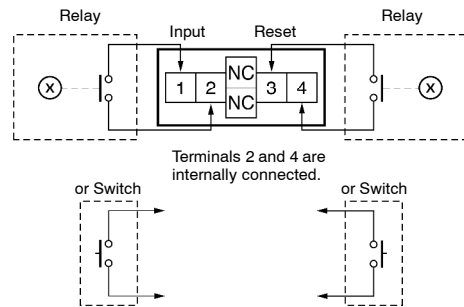 Relay
Relay
Input
Reset
X
1
2
NC
NC
3
4
X
Terminals 2 and 4 are
internally connected.
or Switch
or Switch